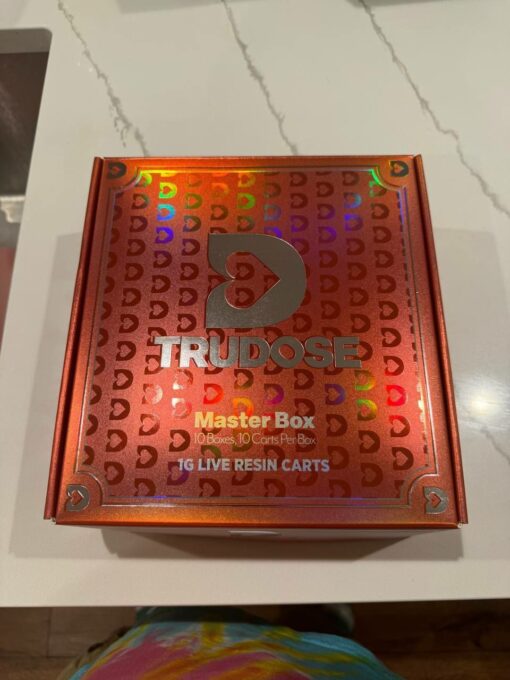 TRUDOSE
Master Box
10 Boxes, 10 Carts Per Box
1G LIVE RESIN CARTS